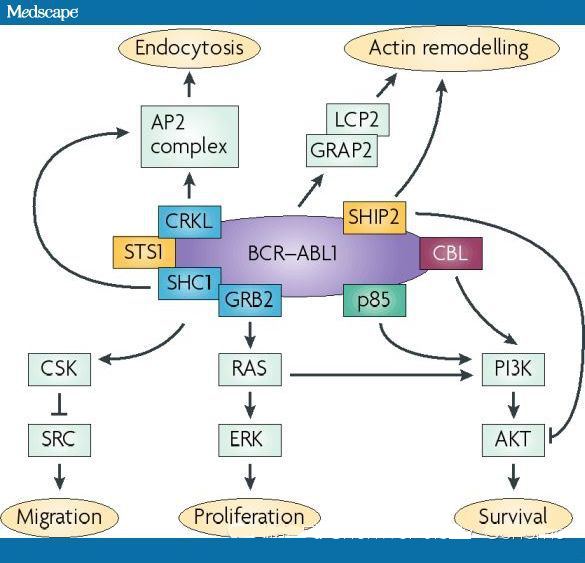 Medscape
Endocytosis
Actin remodelling
AP2
complex
LCP2
GRAP2
CRKL
SHIP2
STS1
BCR–ABL1
CBL
SHC1
GRB2
p85
CSK
RAS
PI3K
SRC
ERK
AKT
Migration
Proliferation
Survival